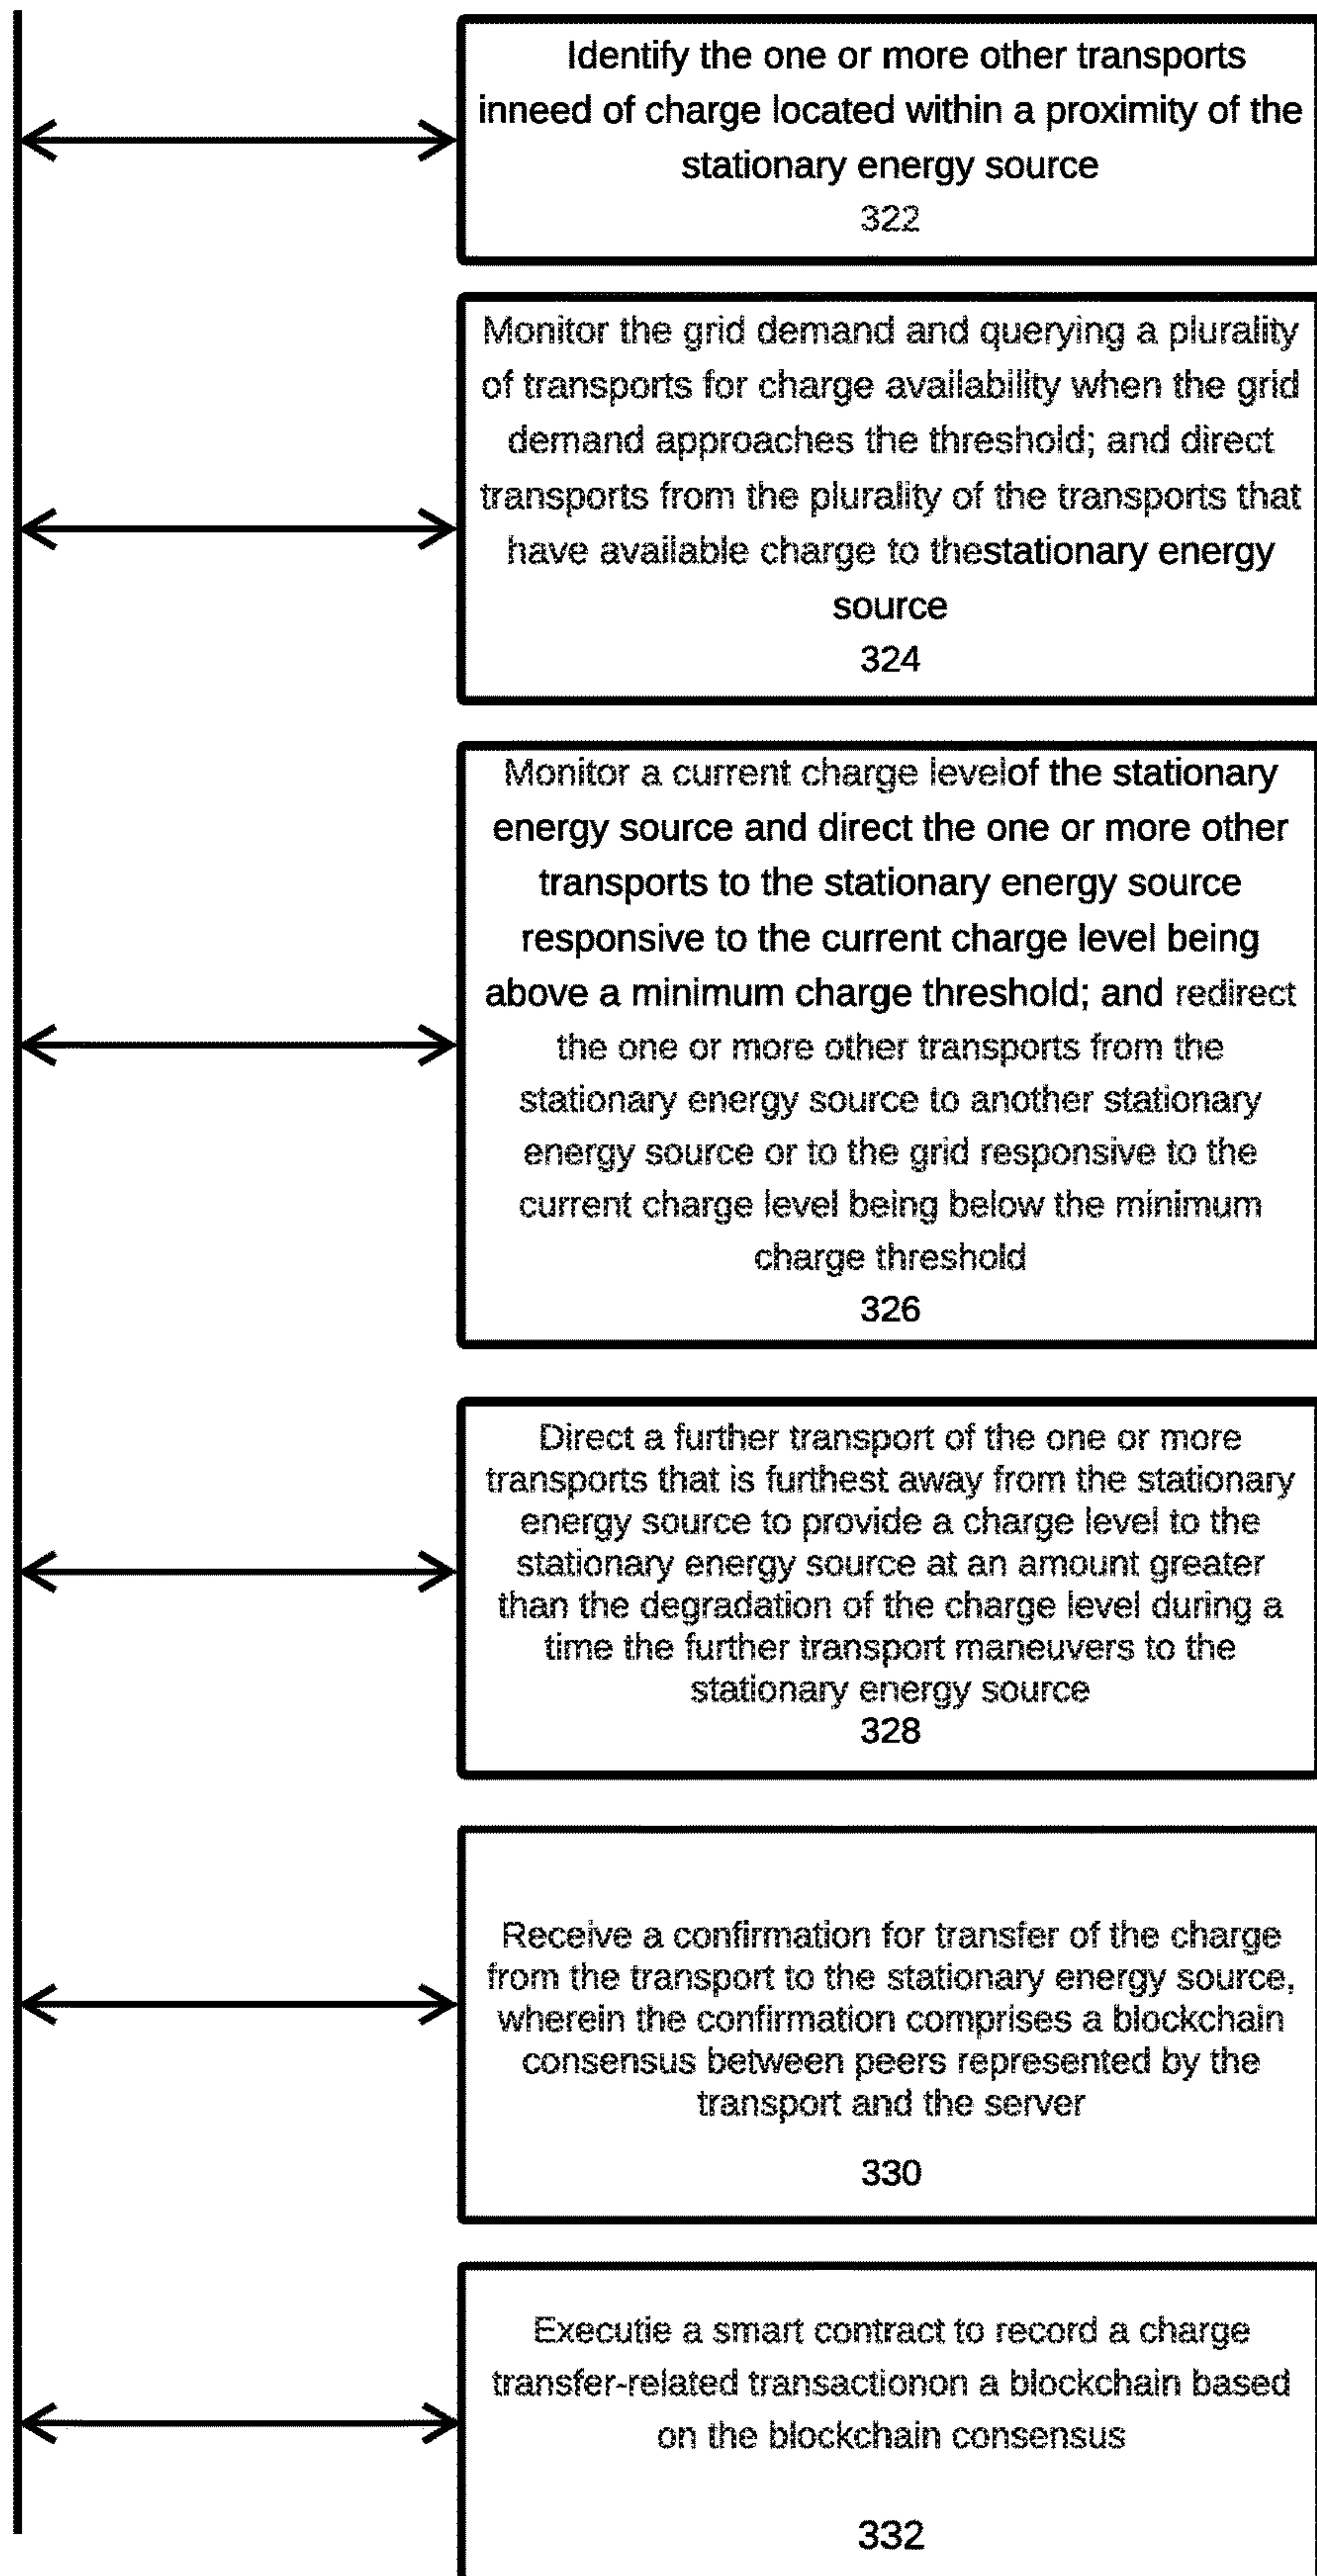 Identify the one or more other transports
inneed of charge located within a proximity of the
stationary energy source
322
Monitor the grid demand and querying a plurality
of transports for charge availability when the grid
demand approaches the threshold; and direct
transports from the plurality of the transports that
have available charge to thestationary energy
source
324
Monitor a current charge levelof the stationary
energy source and direct the one or more other
transports to the stationary energy source
responsive to the current charge level being
above a minimum charge threshold; and redirect
the one or more other transports from the
stationary energy source to another stationary
energy source or to the grid responsive to the
current charge level being below the minimum
charge threshold
326
Direct a further transport of the one or more
transports that is furthest away from the stationary
energy source to provide a charge level to the
stationary energy source at an amount greater
than the degradation of the charge level during a
time the further transport maneuvers to the
stationary energy source
328
Receive a confirmation for transfer of the charge
from the transport to the stationary energy source,
wherein the confirmation comprises a blockchain
consensus between peers represented by the
transport and the server
330
Executie a smart contract to record a charge
transfer-related transactionon a blockchain based
on the blockchain consensus
332